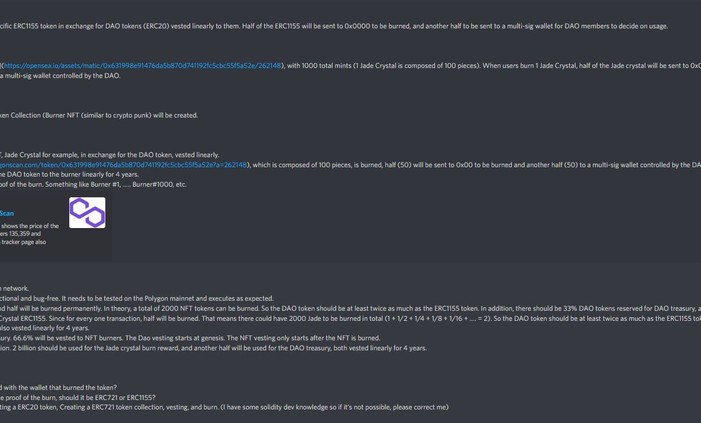 cific ERC1155 token in exchange for DAO tokens (ERC20) vested linearly to them. Half of the ERC1155 will be sent to 0x0000 to be burned, and another half to be sent to a multi-sig wallet for DAO members to decide on usage.
(https://opensea.io/assets/matic/0x631998e91476da5b870d741192fc5cbc55f5a52e/262148), with 1000 total mints (1 Jade Crystal is composed of 100 pieces). When users burn 1 Jade Crystal, half of the Jade crystal will be sent to 0x0
a multi-sig wallet controlled by the DAO.
ken Collection (Burner NFT (similar to crypto punk) will be created.
T, Jade Crystal for example, in exchange for the DAO token, vested linearly.
gonscan.com/token/0x631998e91476da5b870d741192fc5cbc55f5a52e?a=262148), which is composed of 100 pieces, is burned, half (50) will be sent to 0x00 to be burned and another half (50) to a multi-sig wallet controlled by the DA
he DAO token to the burner linearly for 4 years.
oof of the burn. Something like Burner #1, ..... Burner#1000, etc.
Scan
shows the price of the
ers 135,359 and
tracker page also
n network.
ctional and bug-free. It needs to be tested on the Polygon mainnet and executes as expected.
nd half will be burned permanently. In theory, a total of 2000 NFT tokens can be burned. So the DAO token should be at least twice as much as the ERC1155 token. In addition, there should be 33% DAO tokens reserved for DAO treasury, a
Crystal ERC1155. Since for every one transaction, half will be burned. That means there could have 2000 Jade to be burned in total (1 + 1/2 + 1/4 + 1/8 + 1/16 + .... = 2). So the DAO token should be at least twice as much as the ERC1155 to
also vested linearly for 4 years.
ury. 66.6% will be vested to NFT burners. The Dao vesting starts at genesis. The NFT vesting only starts after the NFT is burned.
ion. 2 billion should be used for the Jade crystal burn reward, and another half will be used for the DAO treasury, both vested linearly for 4 years.
d with the wallet that burned the token?
e proof of the burn, should it be ERC721 or ERC1155?
ting a ERC20 token, Creating a ERC721 token collection, vesting, and burn. (I have some solidity dev knowledge so if it's not possible, please correct me)